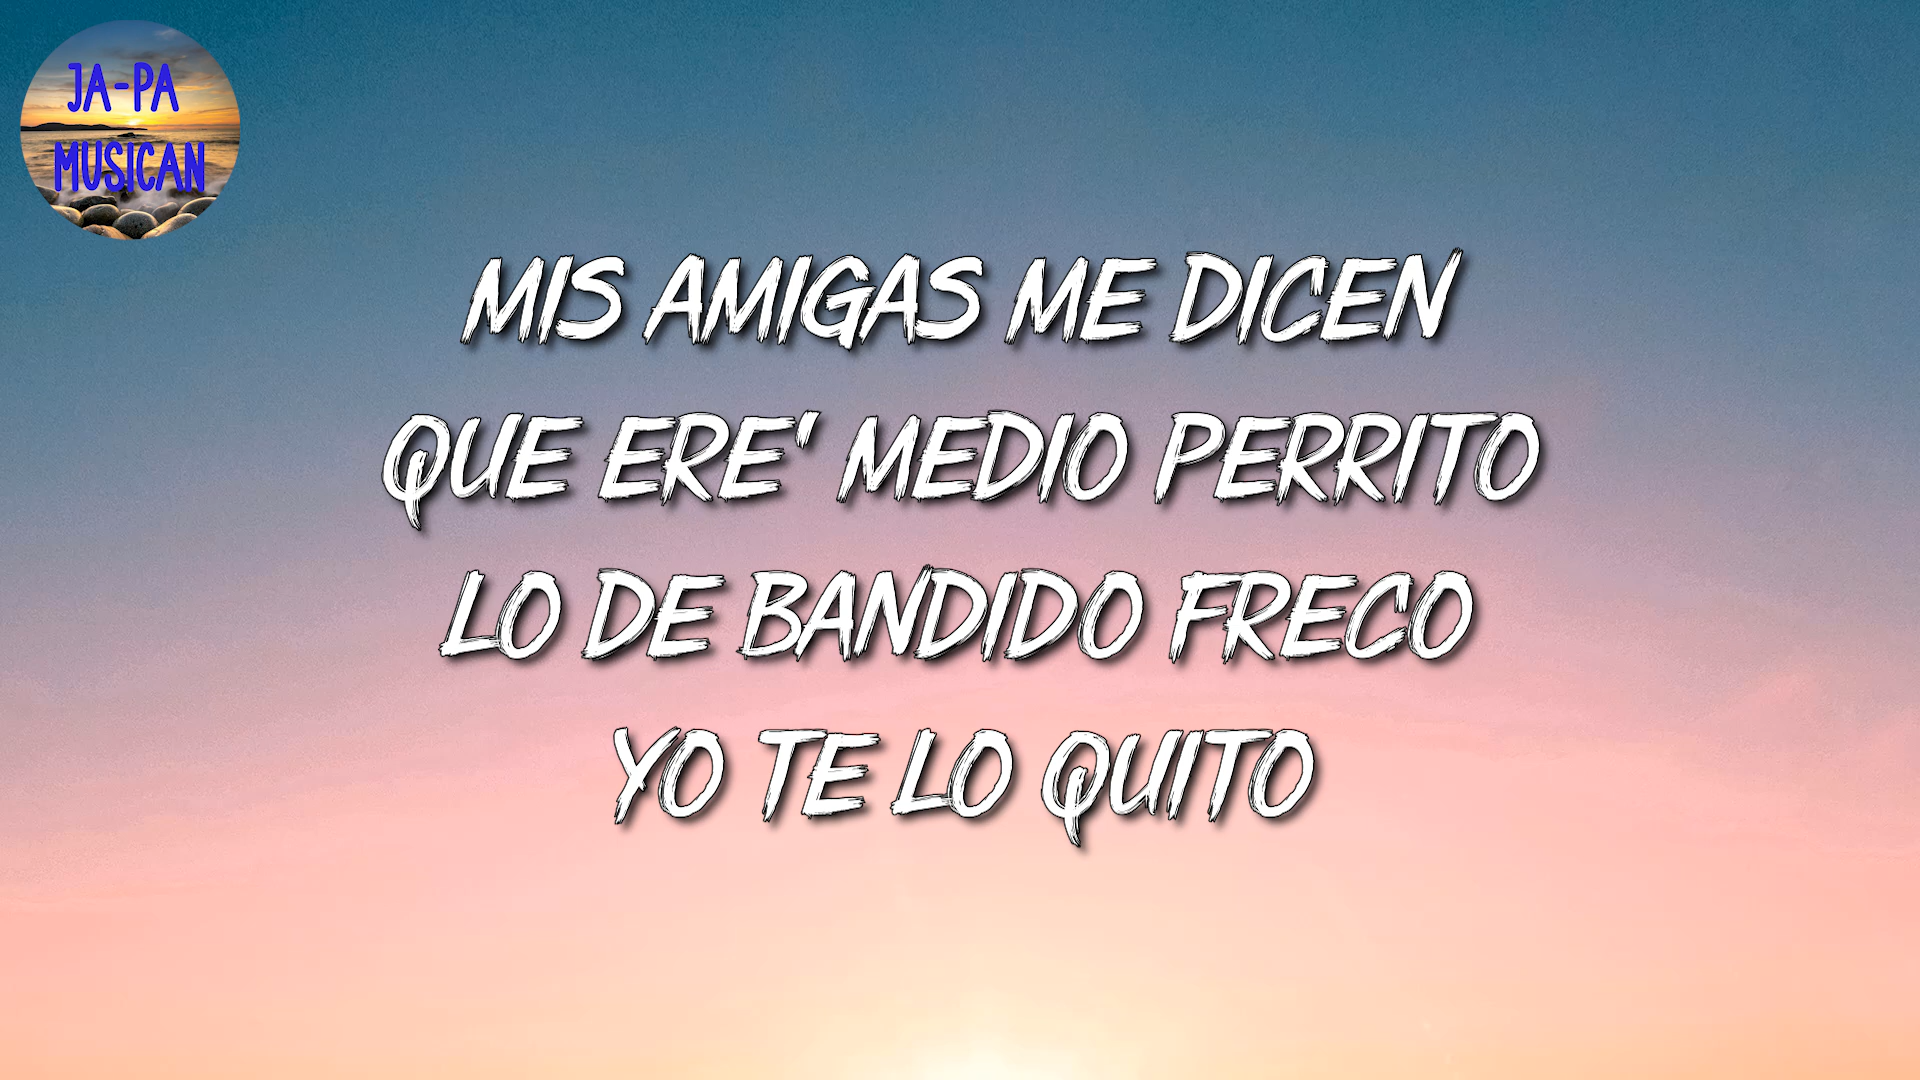 JA-PA
MUSICAN
MIS AMIGAS ME DICEN
QUE ERE' MEDIO PERRITO
LO DE BANDIDO FRECO
YO TE LO QUITO